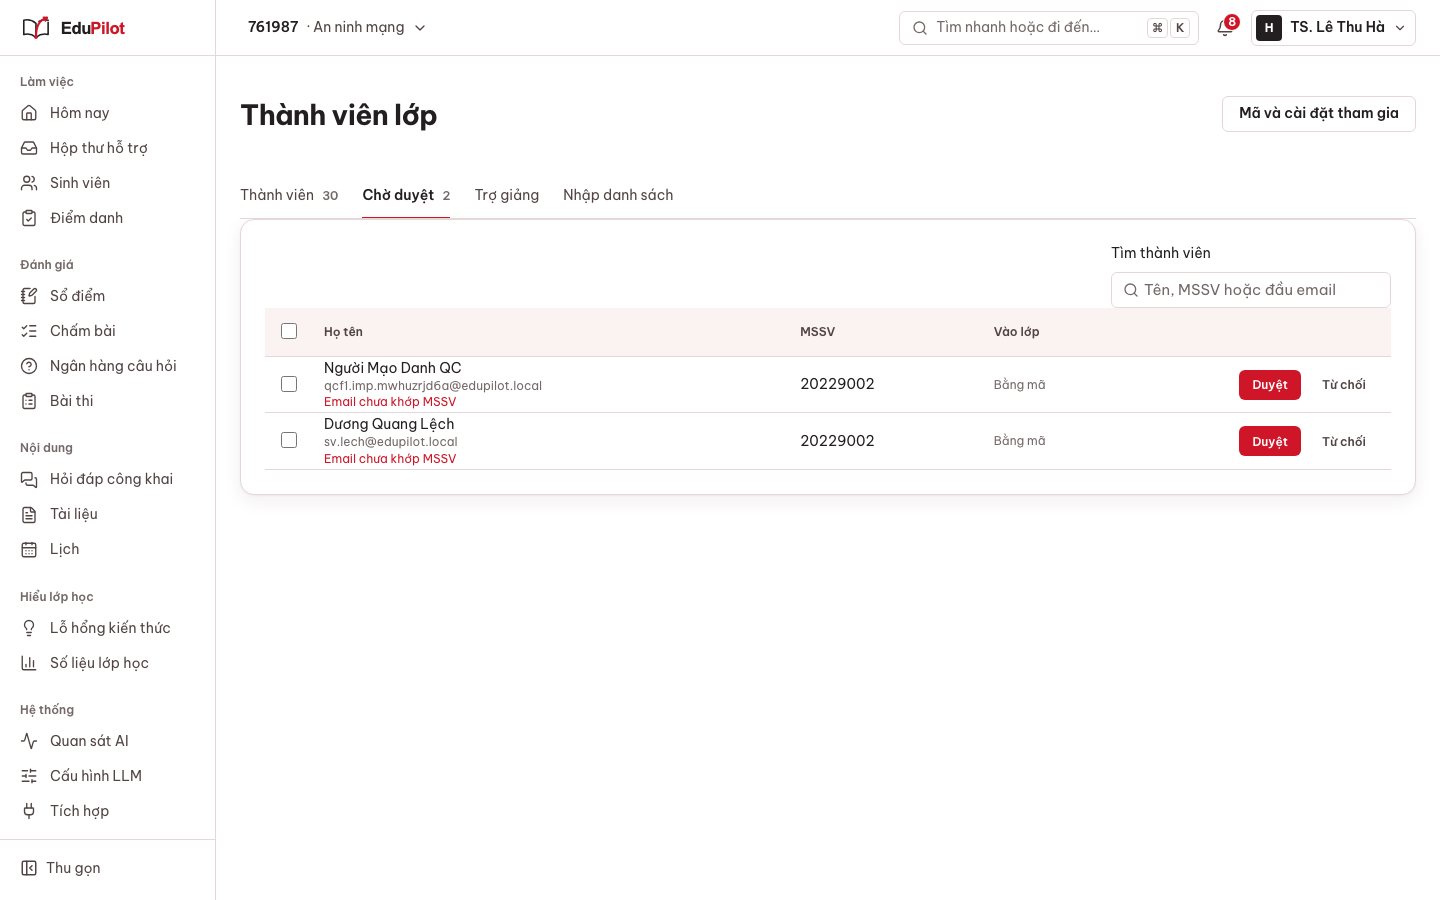 EduPilot
761987 · An ninh mạng
Tìm nhanh hoặc đi đến...
⌘ K
8
H
TS. Lê Thu Hà
Làm việc
Hôm nay
Hộp thư hỗ trợ
Sinh viên
Điểm danh
Đánh giá
Sổ điểm
Chấm bài
Ngân hàng câu hỏi
Bài thi
Nội dung
Hỏi đáp công khai
Tài liệu
Lịch
Hiểu lớp học
Lỗ hổng kiến thức
Số liệu lớp học
Hệ thống
Quan sát AI
Cấu hình LLM
Tích hợp
Thu gọn
Thành viên lớp
Mã và cài đặt tham gia
Thành viên 30
Chờ duyệt 2
Trợ giảng
Nhập danh sách
Tìm thành viên
Tên, MSSV hoặc đầu email
Họ tên MSSV Vào lớp
Người Mạo Danh QC
qcf1.imp.mwhuzrjd6a@edupilot.local
Email chưa khớp MSSV
20229002 Bằng mã Duyệt Từ chối
Dương Quang Lệch
sv.lech@edupilot.local
Email chưa khớp MSSV
20229002 Bằng mã Duyệt Từ chối